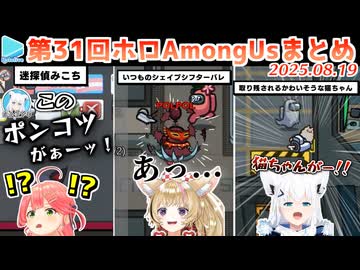 第31回ホロAmongUsまとめ
2025.08.19
迷探偵みこち
いつものシェイプシフターバレ
取り残されるかわいそうな猫ちゃん
この
ポンコツ
がぁーッ!
POLPOL
あっ...
猫ちゃんがー!!
!?
!?